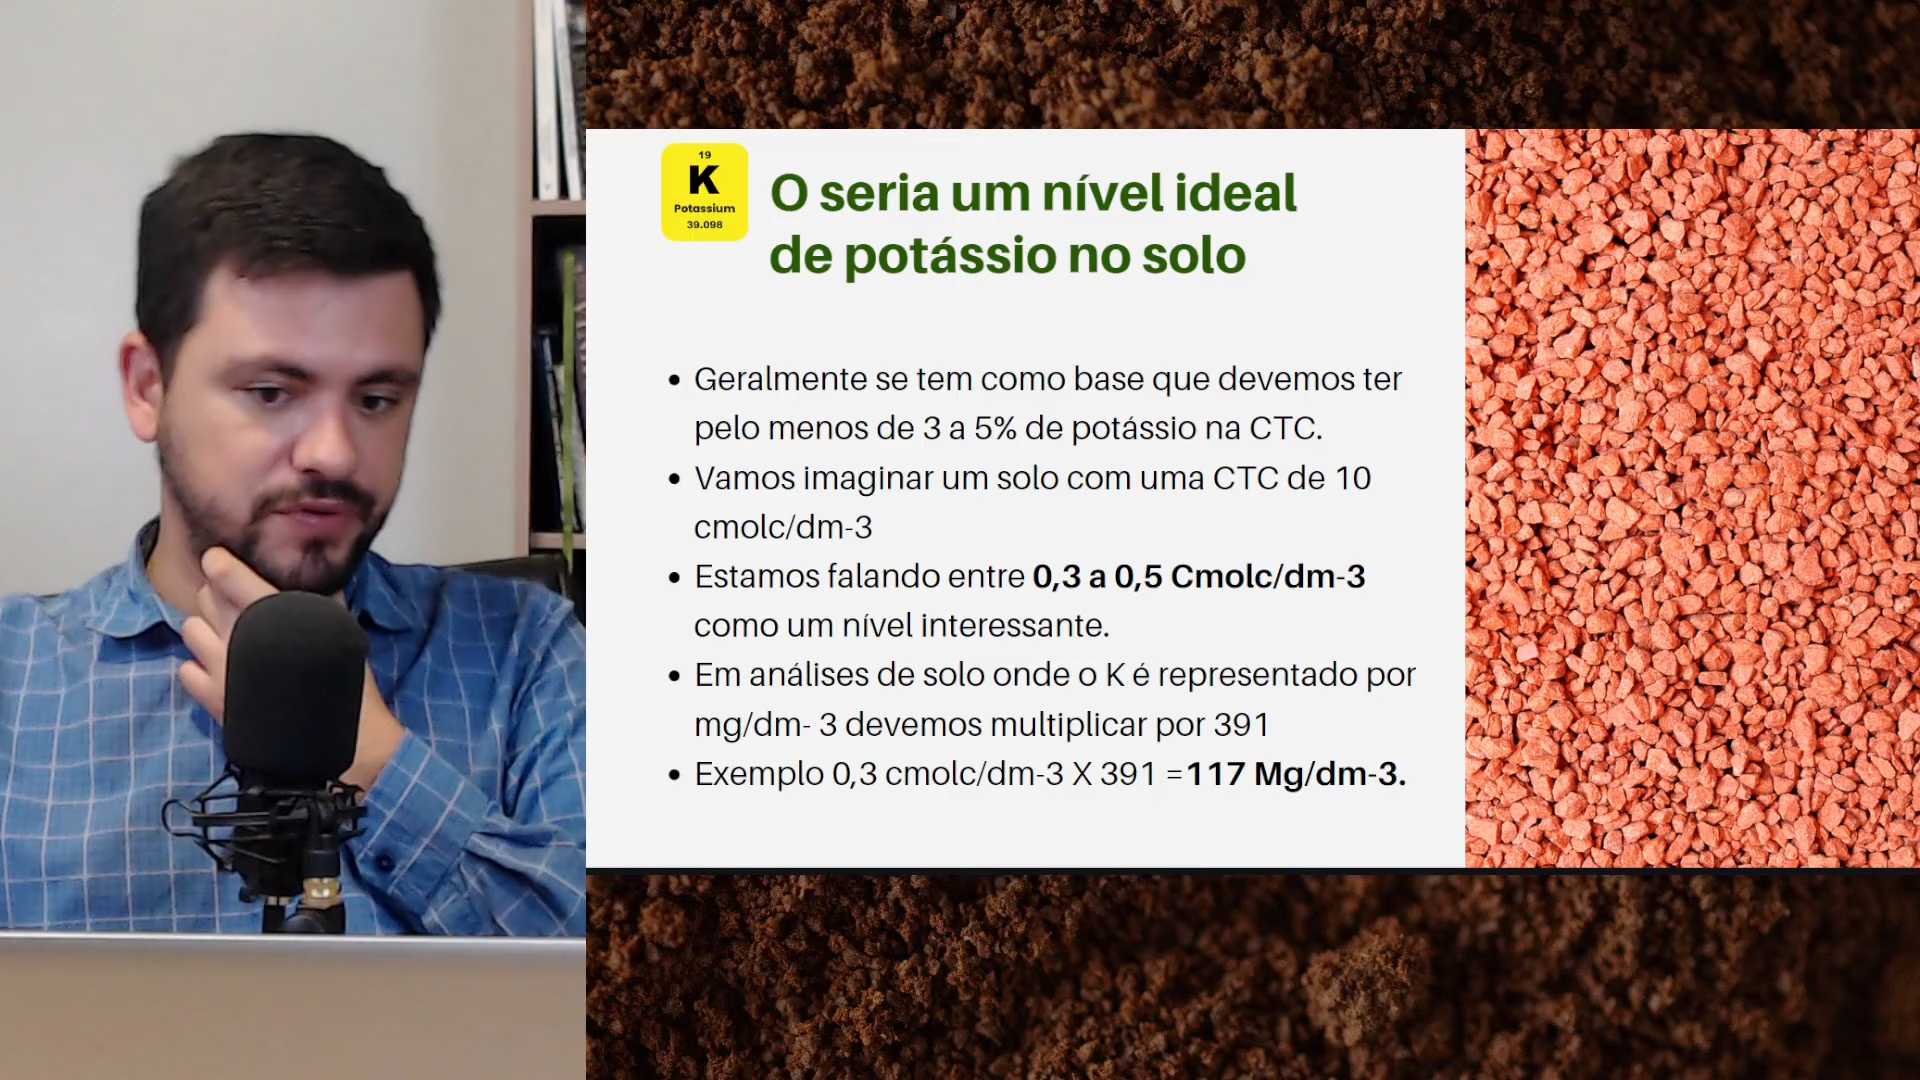 19
K
Potassium
39.098
O seria um nível ideal
de potássio no solo
• Geralmente se tem como base que devemos ter
pelo menos de 3 a 5% de potássio na CTC.
• Vamos imaginar um solo com uma CTC de 10
cmolc/dm-3
• Estamos falando entre 0,3 a 0,5 Cmolc/dm-3
como um nível interessante.
• Em análises de solo onde o K é representado por
mg/dm- 3 devemos multiplicar por 391
• Exemplo 0,3 cmolc/dm-3 X 391 =117 Mg/dm-3.